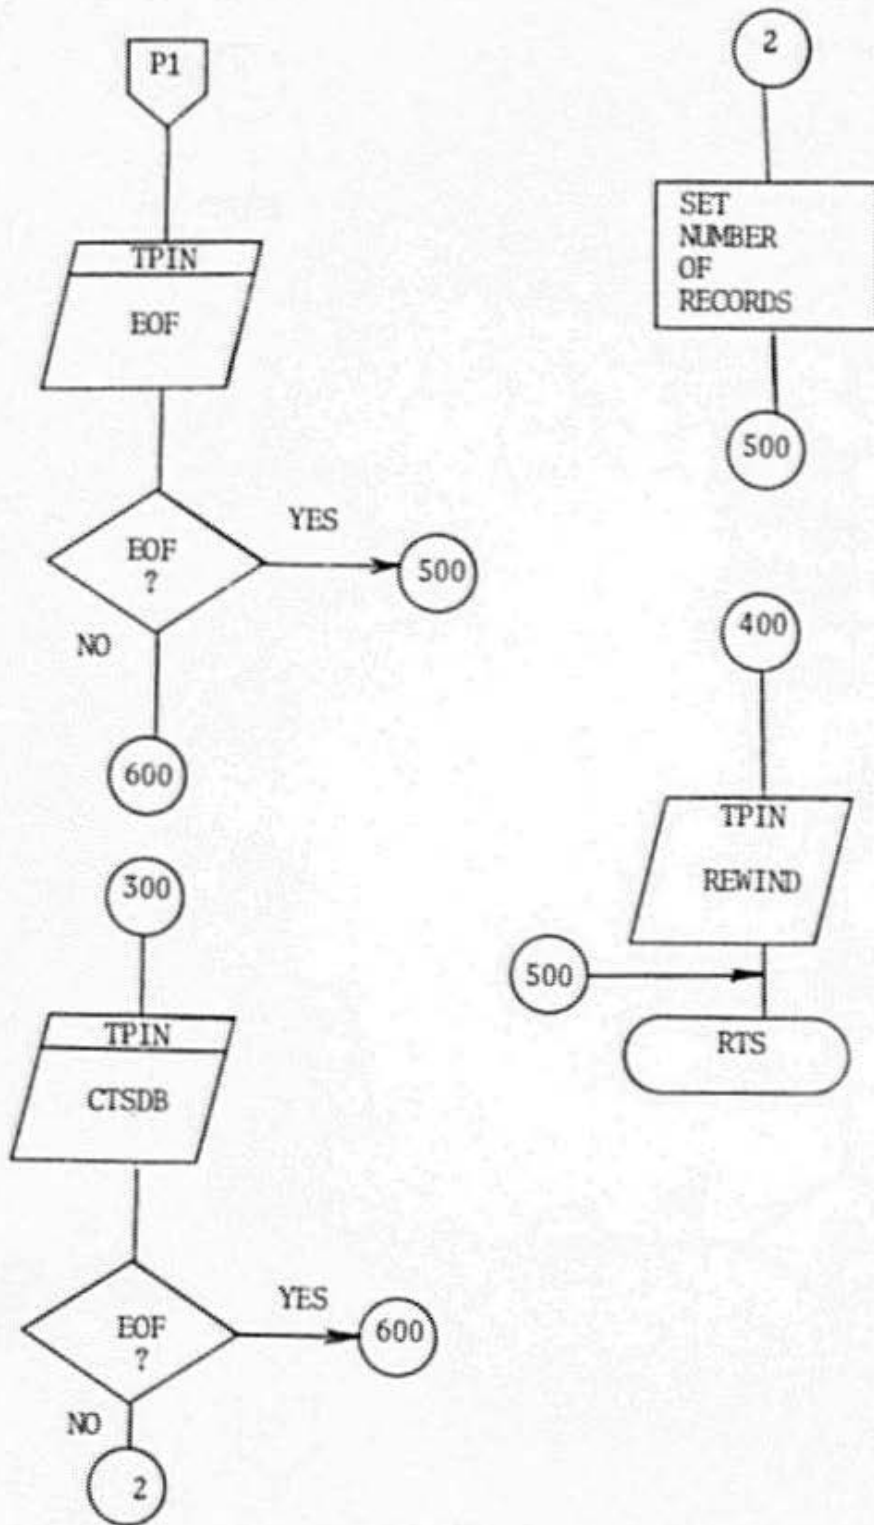 P1
TPIN
EOF
EOF
?
YES
500
NO
600
300
TPIN
CTSDB
EOF
?
YES
600
NO
2
2
SET
NUMBER
OF
RECORDS
500
400
TPIN
REWIND
500
RTS